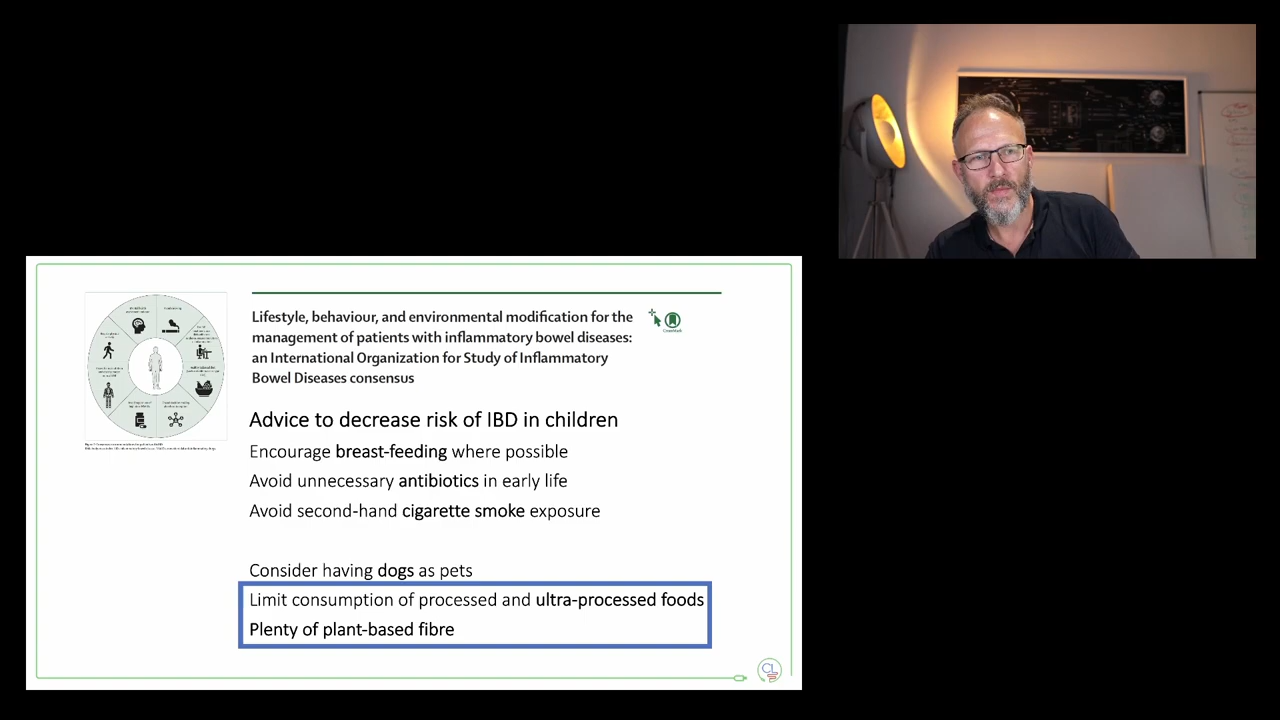 Lifestyle, behaviour, and environmental modification for the
management of patients with inflammatory bowel diseases:
an International Organization for Study of Inflammatory
Bowel Diseases consensus
CrossMark
Advice to decrease risk of IBD in children
Encourage breast-feeding where possible
Avoid unnecessary antibiotics in early life
Avoid second-hand cigarette smoke exposure
Consider having dogs as pets
Limit consumption of processed and ultra-processed foods
Plenty of plant-based fibre
CL